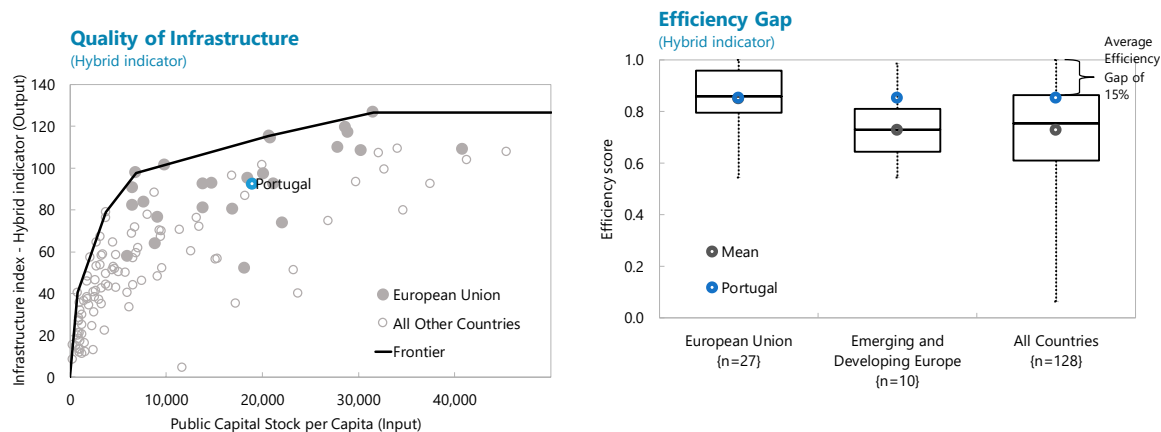 Quality of Infrastructure
(Hybrid indicator)
Infrastructure index - Hybrid indicator (Output)
140
120
100
80
60
40
20
0
Portugal
European Union
All Other Countries
Frontier
0
10,000
20,000
30,000
40,000
Public Capital Stock per Capita (Input)
Efficiency Gap
(Hybrid indicator)
Efficiency score
1.0
0.8
0.6
0.4
0.2
0.0
Average
Efficiency
Gap of
15%
Mean
Portugal
European Union
{n=27}
Emerging and
Developing Europe
{n=10}
All Countries
{n=128}